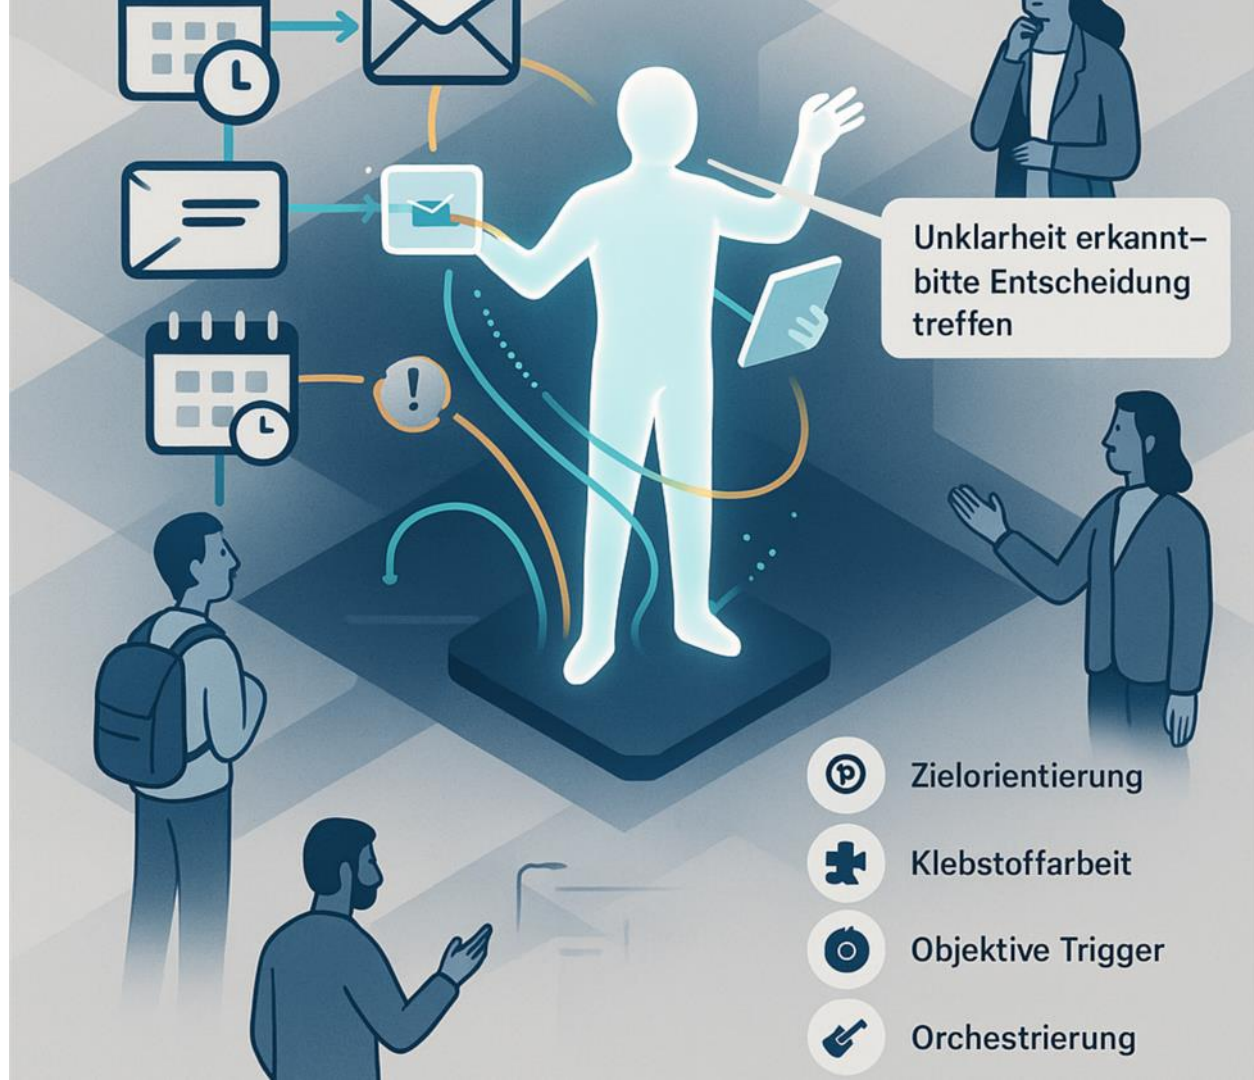 Unklarheit erkannt–
bitte Entscheidung
treffen
Zielorientierung
Klebstoffarbeit
Objektive Trigger
Orchestrierung